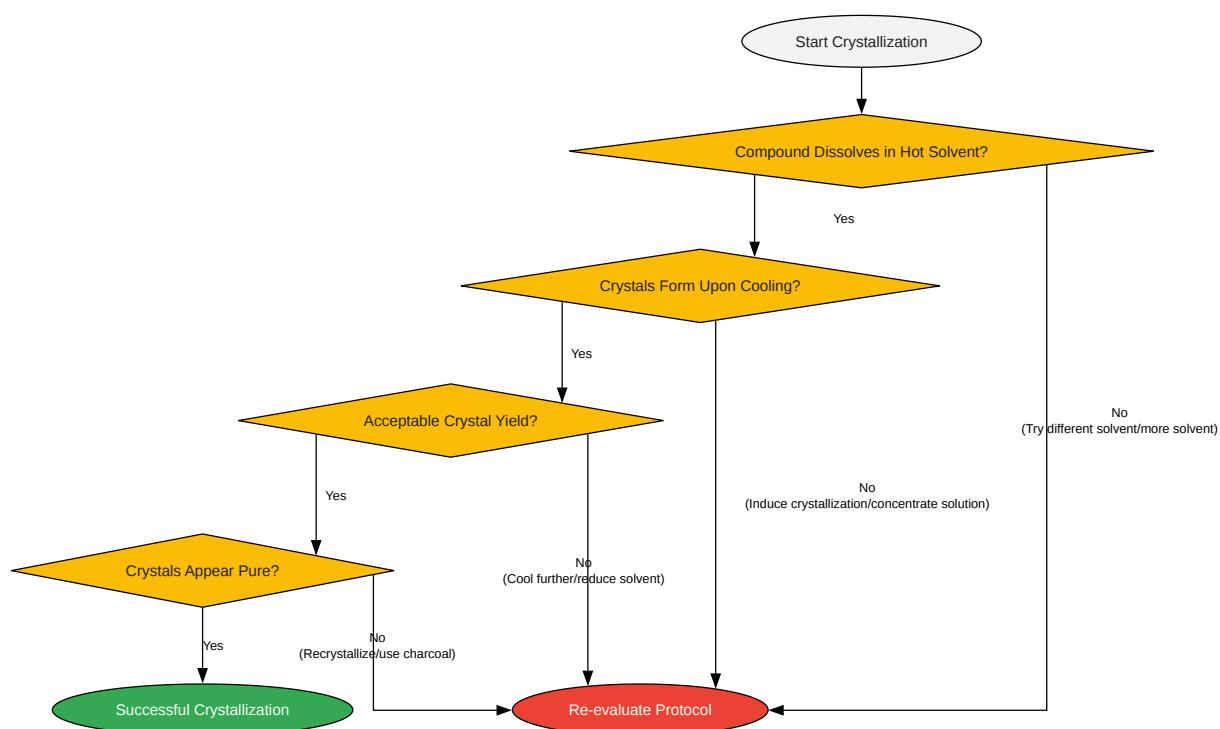 Start Crystallization
Compound Dissolves in Hot Solvent?
Yes
Crystals Form Upon Cooling?
Yes
Acceptable Crystal Yield?
No
(Try different solvent/more solvent)
Yes
No
(Induce crystallization/concentrate solution)
Crystals Appear Pure?
No
(Cool further/reduce solvent)
Yes
No
(Recrystallize/use charcoal)
Successful Crystallization
Re-evaluate Protocol